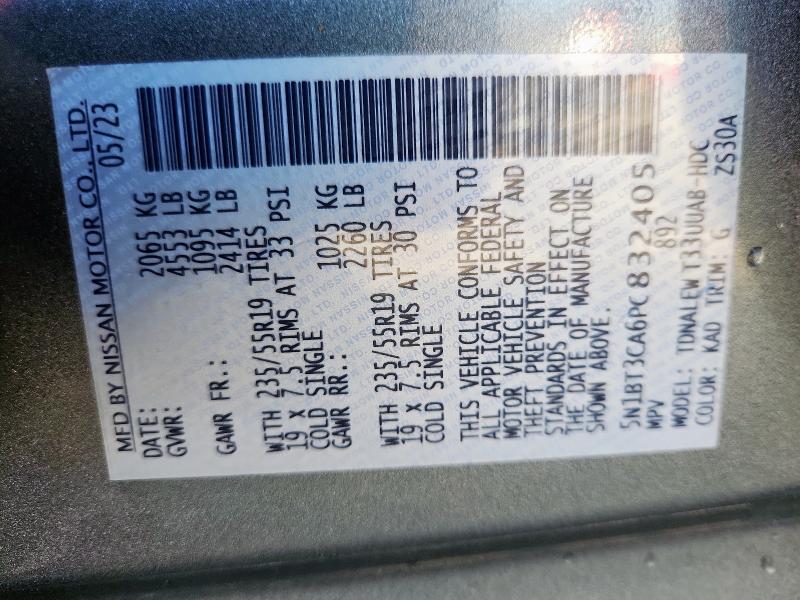 MFD BY NISSAN MOTOR CO., LTD.
DATE: 05/23
GVWR: 2065 KG
4553 LB
GAWR FR.: 1095 KG
2414 LB
WITH 235/55R19 TIRES
19 x 7.5 RIMS AT 33 PSI
COLD SINGLE
GAWR RR.: 1025 KG
2260 LB
WITH 235/55R19 TIRES
19 x 7.5 RIMS AT 30 PSI
COLD SINGLE
THIS VEHICLE CONFORMS TO
ALL APPLICABLE FEDERAL
MOTOR VEHICLE SAFETY AND
THEFT PREVENTION
STANDARDS IN EFFECT ON
THE DATE OF MANUFACTURE
SHOWN ABOVE.
5N1BT3CA6PC832405
MPV 892
MODEL: TDNALEW T33UUAB-HDC
COLOR: KAD TRIM: G ZS30A